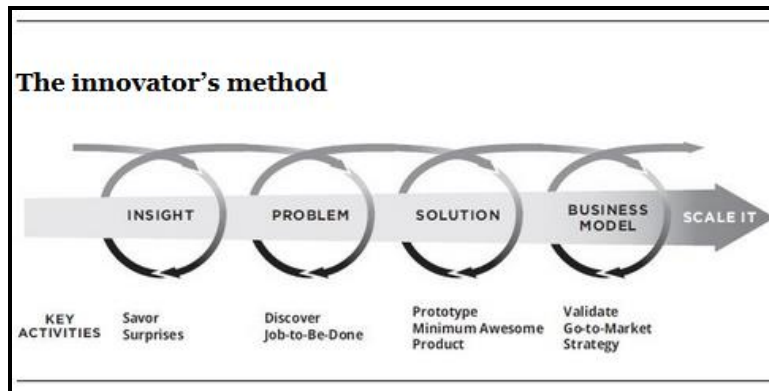 The innovator's method
INSIGHT
PROBLEM
SOLUTION
BUSINESS
MODEL
SCALE IT
KEY
ACTIVITIES
Savor
Surprises
Discover
Job-to-Be-Done
Prototype
Minimum Awesome
Product
Validate
Go-to-Market
Strategy